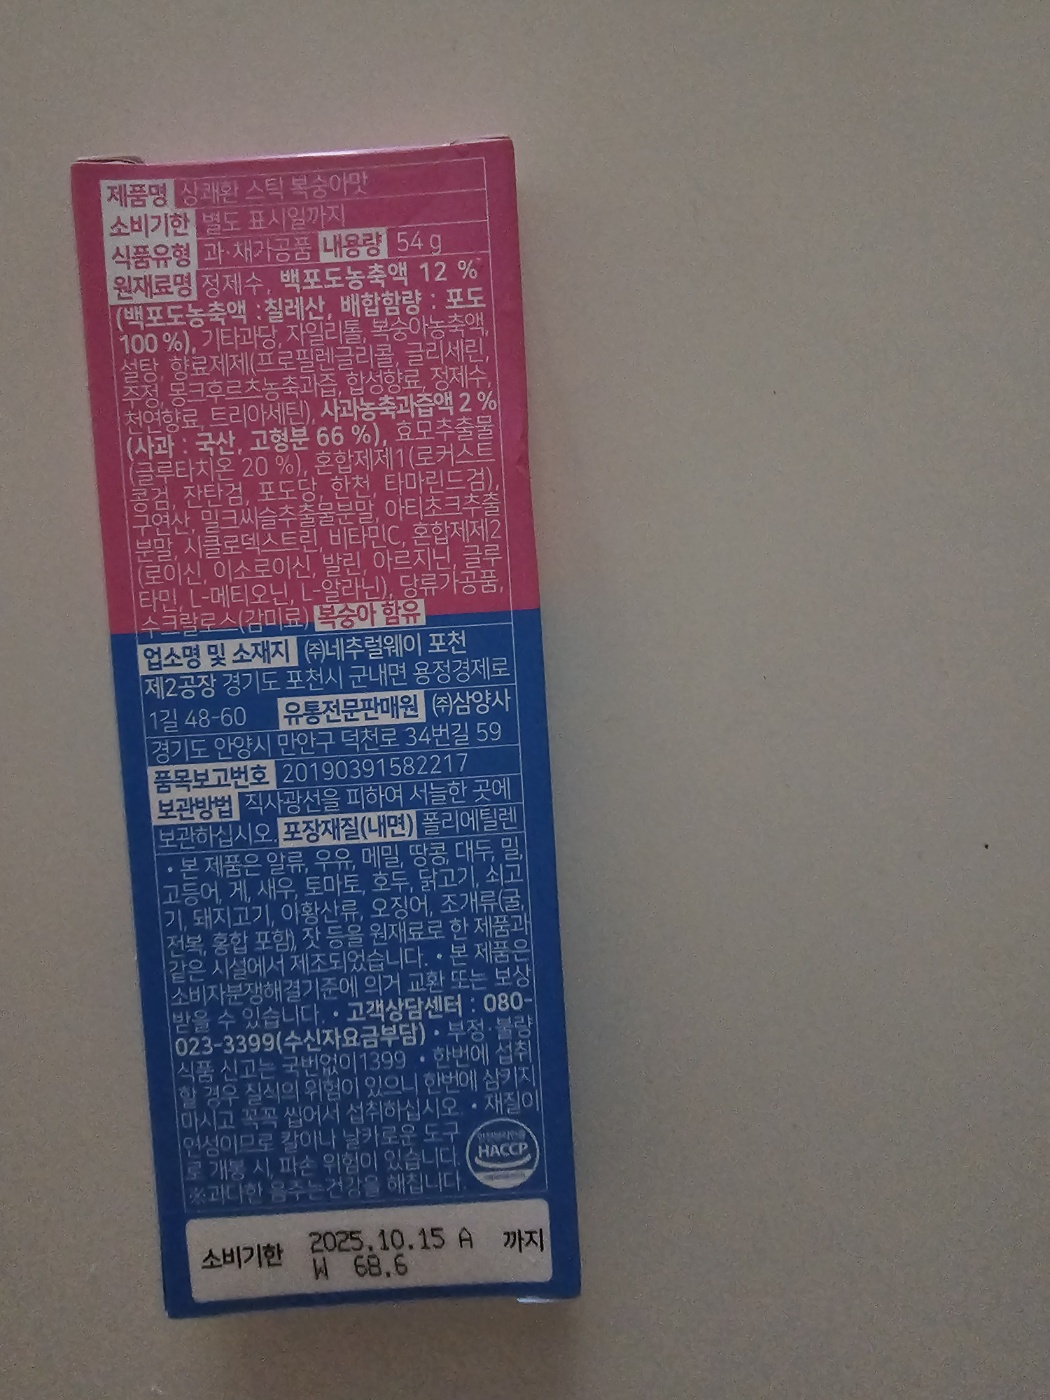 제품명 상쾌환 스틱 복숭아맛
소비기한 별도 표시일까지
식품유형 과·채가공품 내용량 54 g
원재료명 정제수, 백포도농축액 12 %
(백포도농축액 : 칠레산, 배합함량 : 포도
100 %), 기타과당, 자일리톨, 복숭아농축액,
설탕, 향료제제(프로필렌글리콜, 글리세린,
주정, 몽크후르츠농축과즙, 합성향료, 정제수,
천연향료, 트리아세틴), 사과농축과즙액 2 %
(사과 : 국산, 고형분 66 %), 효모추출물
(글루타치온 20 %), 혼합제제1(로커스트
콩검, 잔탄검, 포도당, 한천, 타마린드검),
구연산, 밀크씨슬추출물분말, 아티초크추출
분말, 시클로덱스트린, 비타민C, 혼합제제2
(로이신, 이소로이신, 발린, 아르지닌, 글루
타민, L-메티오닌, L-알라닌), 당류가공품,
수크랄로스(감미료) 복숭아 함유
업소명 및 소재지 ㈜네추럴웨이 포천
제2공장 경기도 포천시 군내면 용정경제로
1길 48-60 유통전문판매원 ㈜삼양사
경기도 안양시 만안구 덕천로 34번길 59
품목보고번호 20190391582217
보관방법 직사광선을 피하여 서늘한 곳에
보관하십시오 포장재질(내면) 폴리에틸렌
• 본 제품은 알류, 우유, 메밀, 땅콩, 대두, 밀,
고등어, 게, 새우, 토마토, 호두, 닭고기, 쇠고
기, 돼지고기, 아황산류, 오징어, 조개류(굴,
전복, 홍합 포함), 잣 등을 원재료로 한 제품과
같은 시설에서 제조되었습니다. • 본 제품은
소비자분쟁해결기준에 의거 교환 또는 보상
받을 수 있습니다. • 고객상담센터 : 080-
023-3399(수신자요금부담) • 부정·불량
식품 신고는 국번없이 1399 • 한번에 섭취
할 경우 질식의 위험이 있으니 한번에 삼키지
마시고 꼭꼭 씹어서 섭취하십시오 • 재질이
알성이므로 칼이나 날카로운 도구
로 개봉 시 파손 위험이 있습니다
※과다한 음주는 건강을 해칩니다
HACCP
소비기한 2025.10.15 A 까지
W 68.6